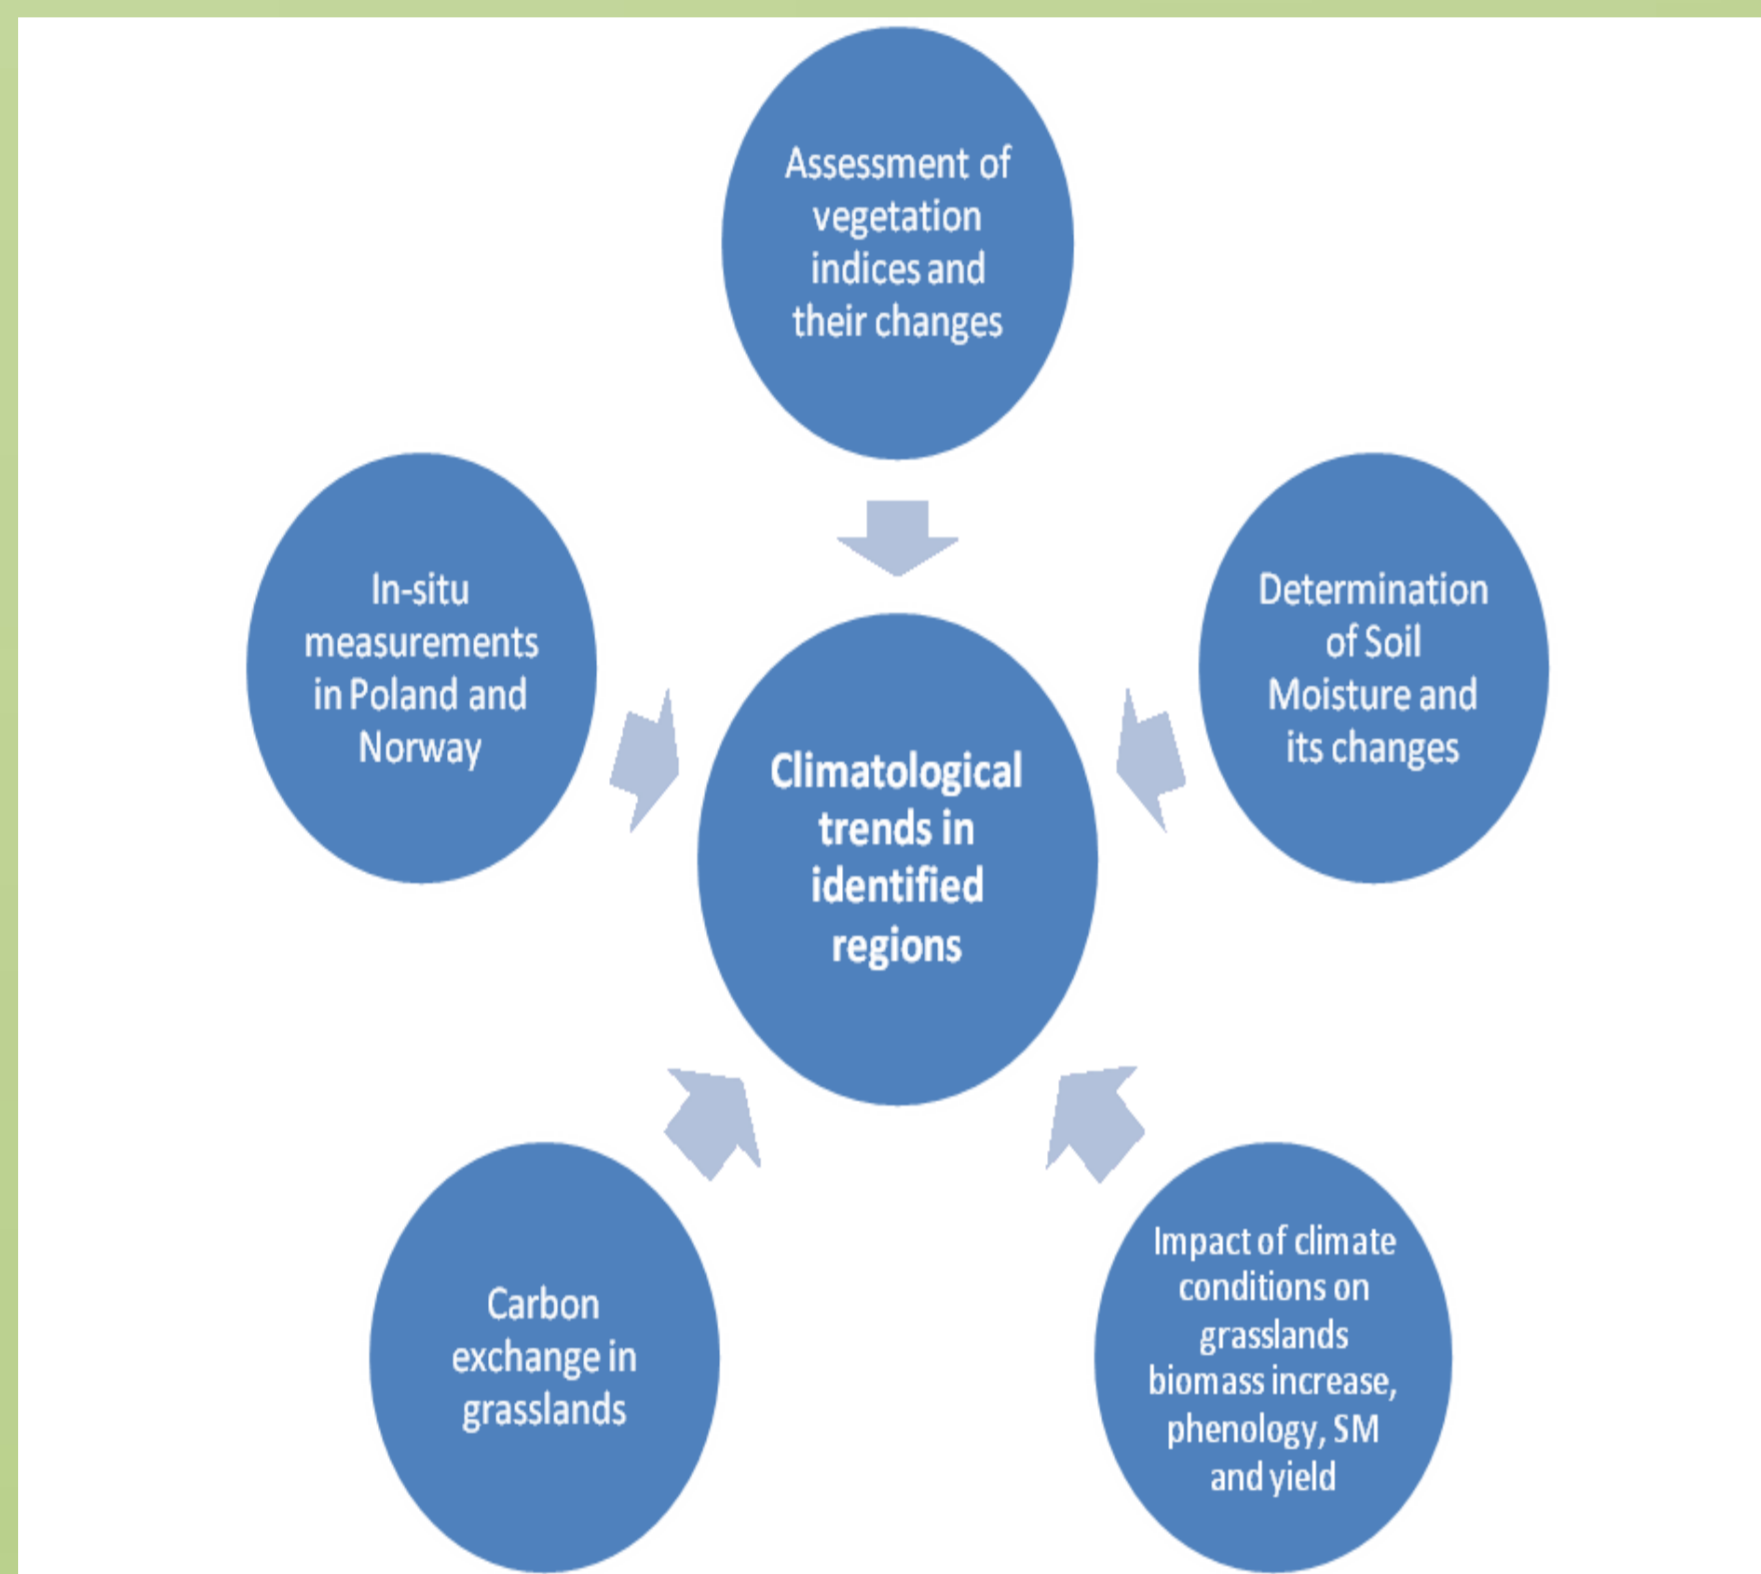 Assessment of
vegetation
indices and
their changes
In-situ
measurements
in Poland and
Norway
Determination
of Soil
Moisture and
its changes
Climatological
trends in
identified
regions
Carbon
exchange in
grasslands
Impact of climate
conditions on
grasslands
biomass increase,
phenology, SM
and yield